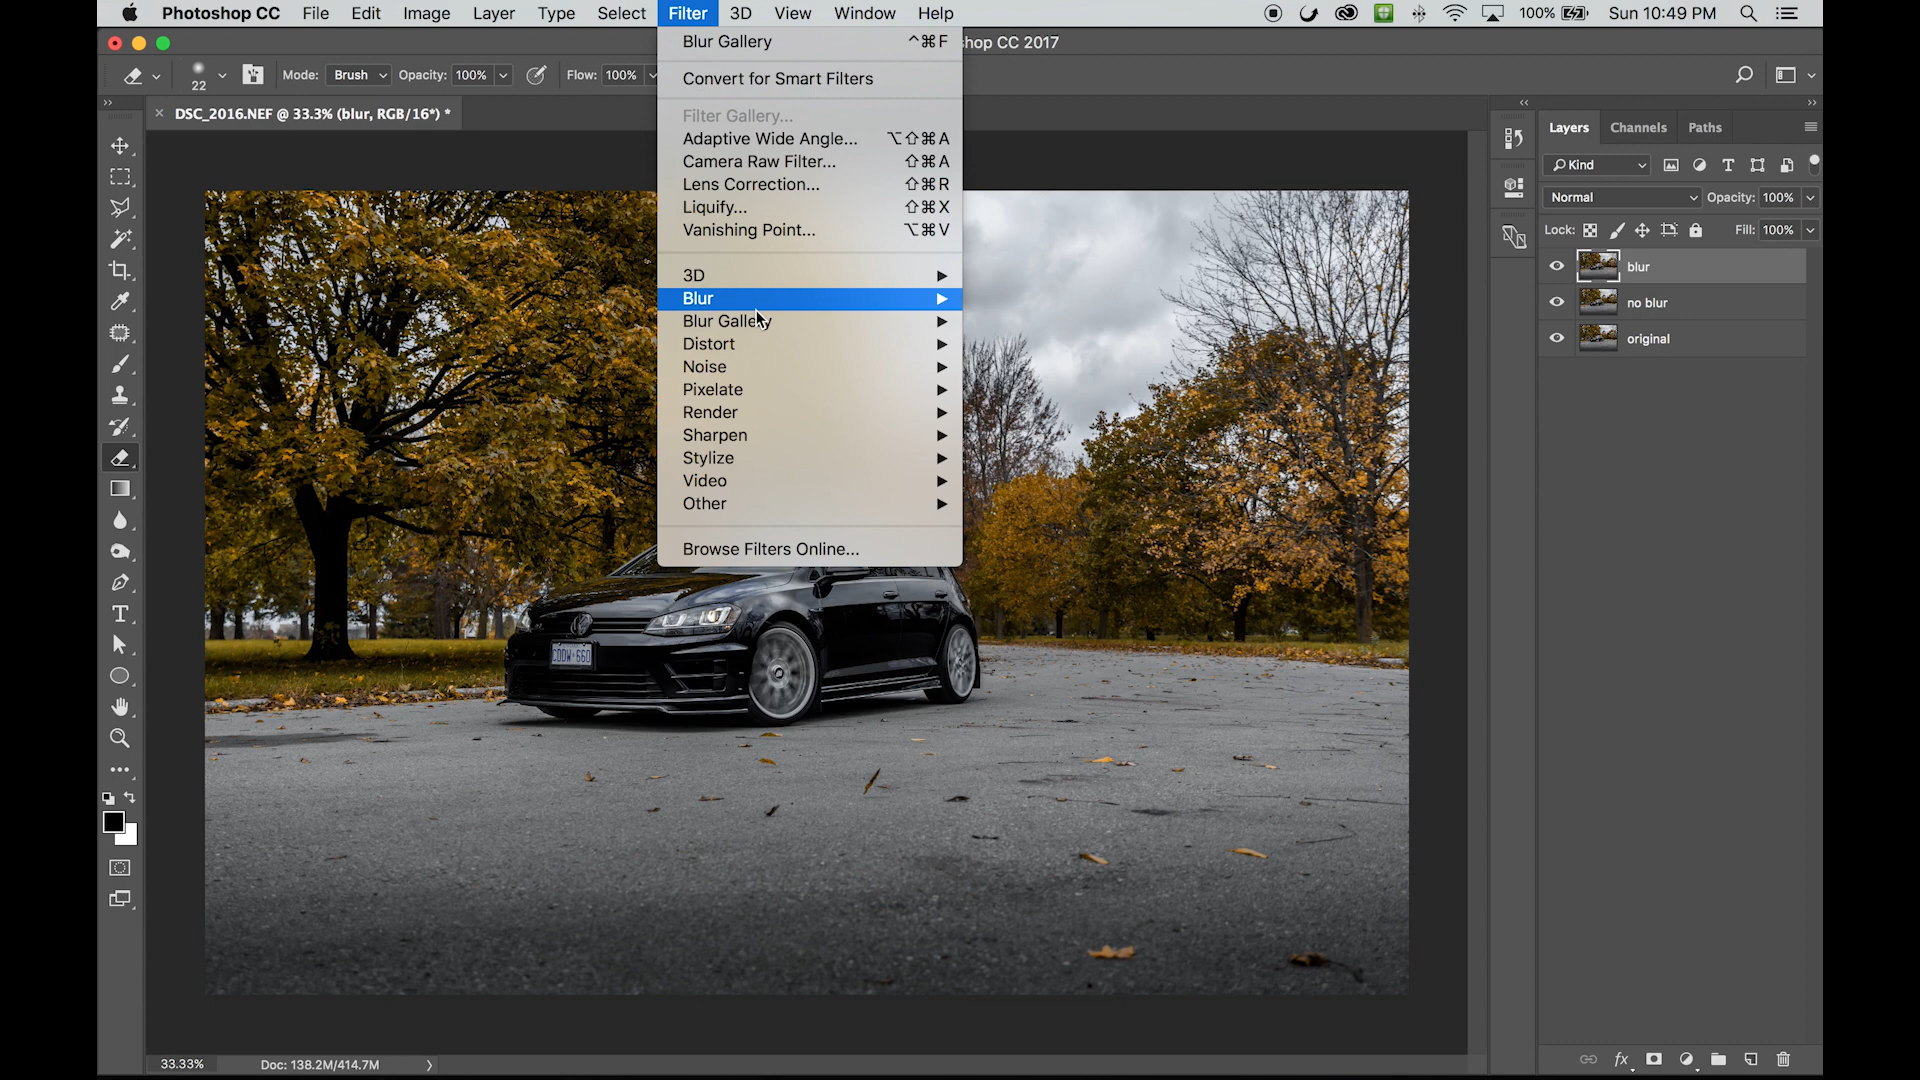 Photoshop CC File Edit Image Layer Type Select Filter 3D View Window Help 100% Sun 10:49 PM
hop CC 2017
22 Mode: Brush Opacity: 100% Flow: 100%
× DSC_2016.NEF @ 33.3% (blur, RGB/16*) *
Blur Gallery ^⌘F
Convert for Smart Filters
Filter Gallery...
Adaptive Wide Angle... ⌥⇧⌘A
Camera Raw Filter... ⇧⌘A
Lens Correction... ⇧⌘R
Liquify... ⇧⌘X
Vanishing Point... ⌥⌘V
3D
Blur
Blur Gallery
Distort
Noise
Pixelate
Render
Sharpen
Stylize
Video
Other
Browse Filters Online...
CDDW·660
Layers Channels Paths
Kind
Normal Opacity: 100%
Lock: Fill: 100%
blur
no blur
original
fx
33.33% Doc: 138.2M/414.7M